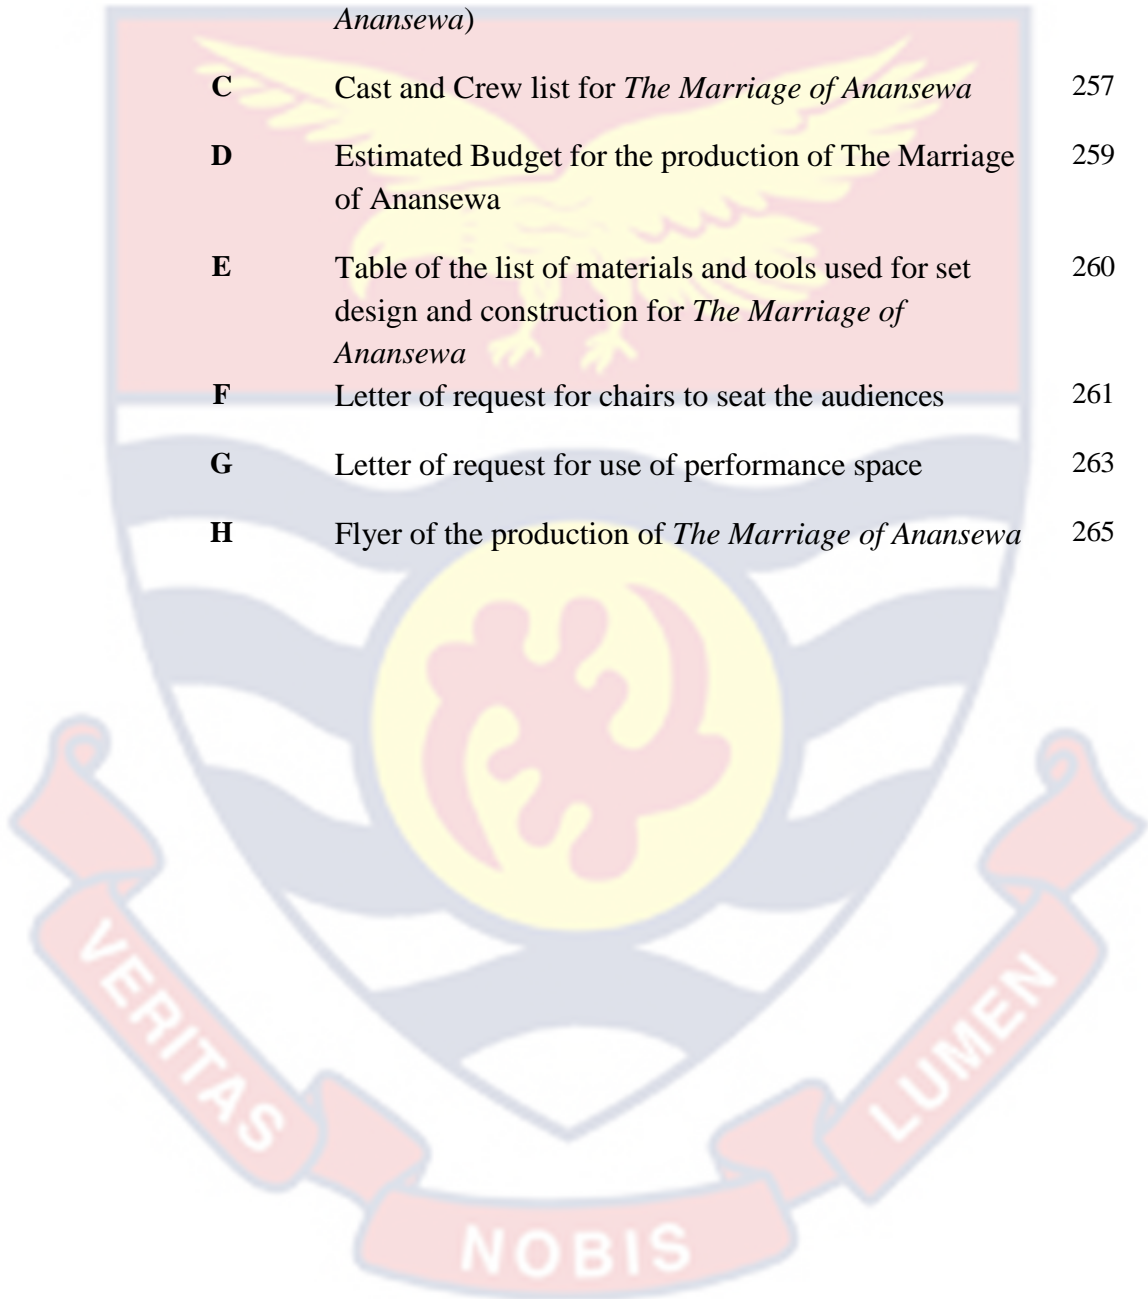 Anansewa)
C Cast and Crew list for The Marriage of Anansewa 257
D Estimated Budget for the production of The Marriage 259
of Anansewa
E Table of the list of materials and tools used for set 260
design and construction for The Marriage of
Anansewa
F Letter of request for chairs to seat the audiences 261
G Letter of request for use of performance space 263
H Flyer of the production of The Marriage of Anansewa 265
VERITAS
NOBIS
LUMEN